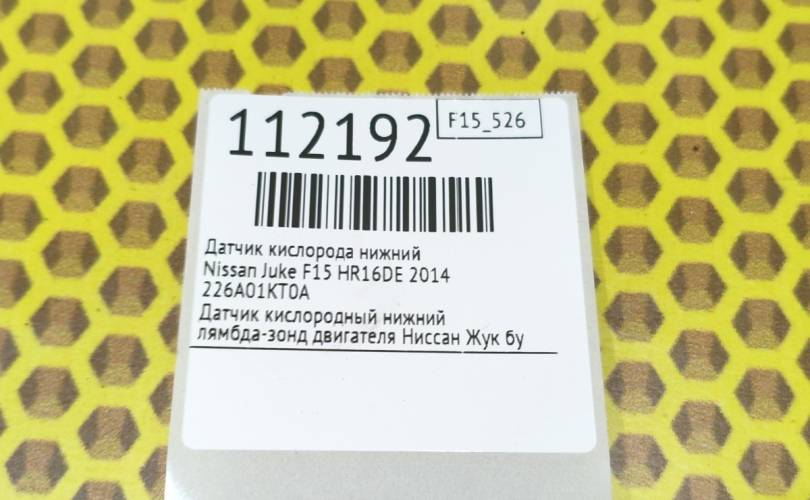 112192
F15_526
Датчик кислорода нижний
Nissan Juke F15 HR16DE 2014
226A01KT0A
Датчик кислородный нижний
лямбда-зонд двигателя Ниссан Жук бу